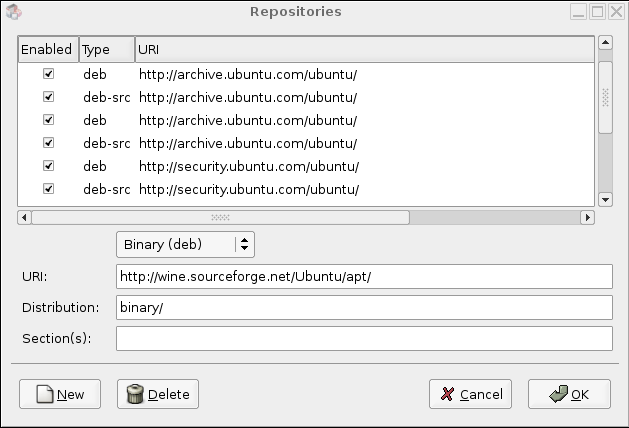 Repositories
Enabled Type URI
deb http://archive.ubuntu.com/ubuntu/
deb-src http://archive.ubuntu.com/ubuntu/
deb http://archive.ubuntu.com/ubuntu/
deb-src http://archive.ubuntu.com/ubuntu/
deb http://security.ubuntu.com/ubuntu/
deb-src http://security.ubuntu.com/ubuntu/
Binary (deb)
URI: http://wine.sourceforge.net/Ubuntu/apt/
Distribution: binary/
Section(s):
New Delete Cancel OK